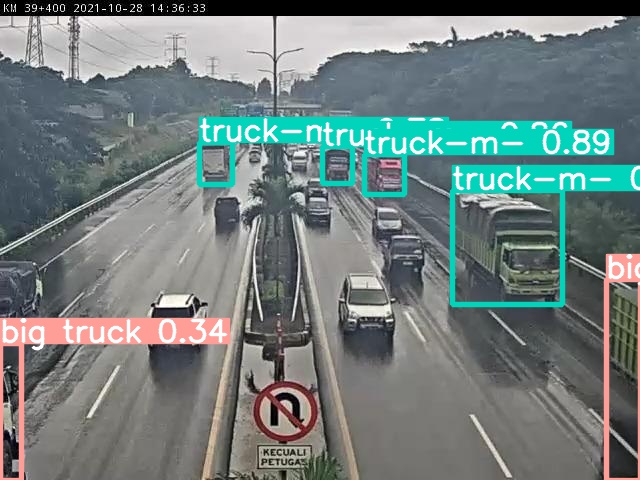 KM 39+400 2021-10-28 14:36:33
truck-m- 0.89
truck-m-
big truck 0.34
KECUALI
PETUGAS